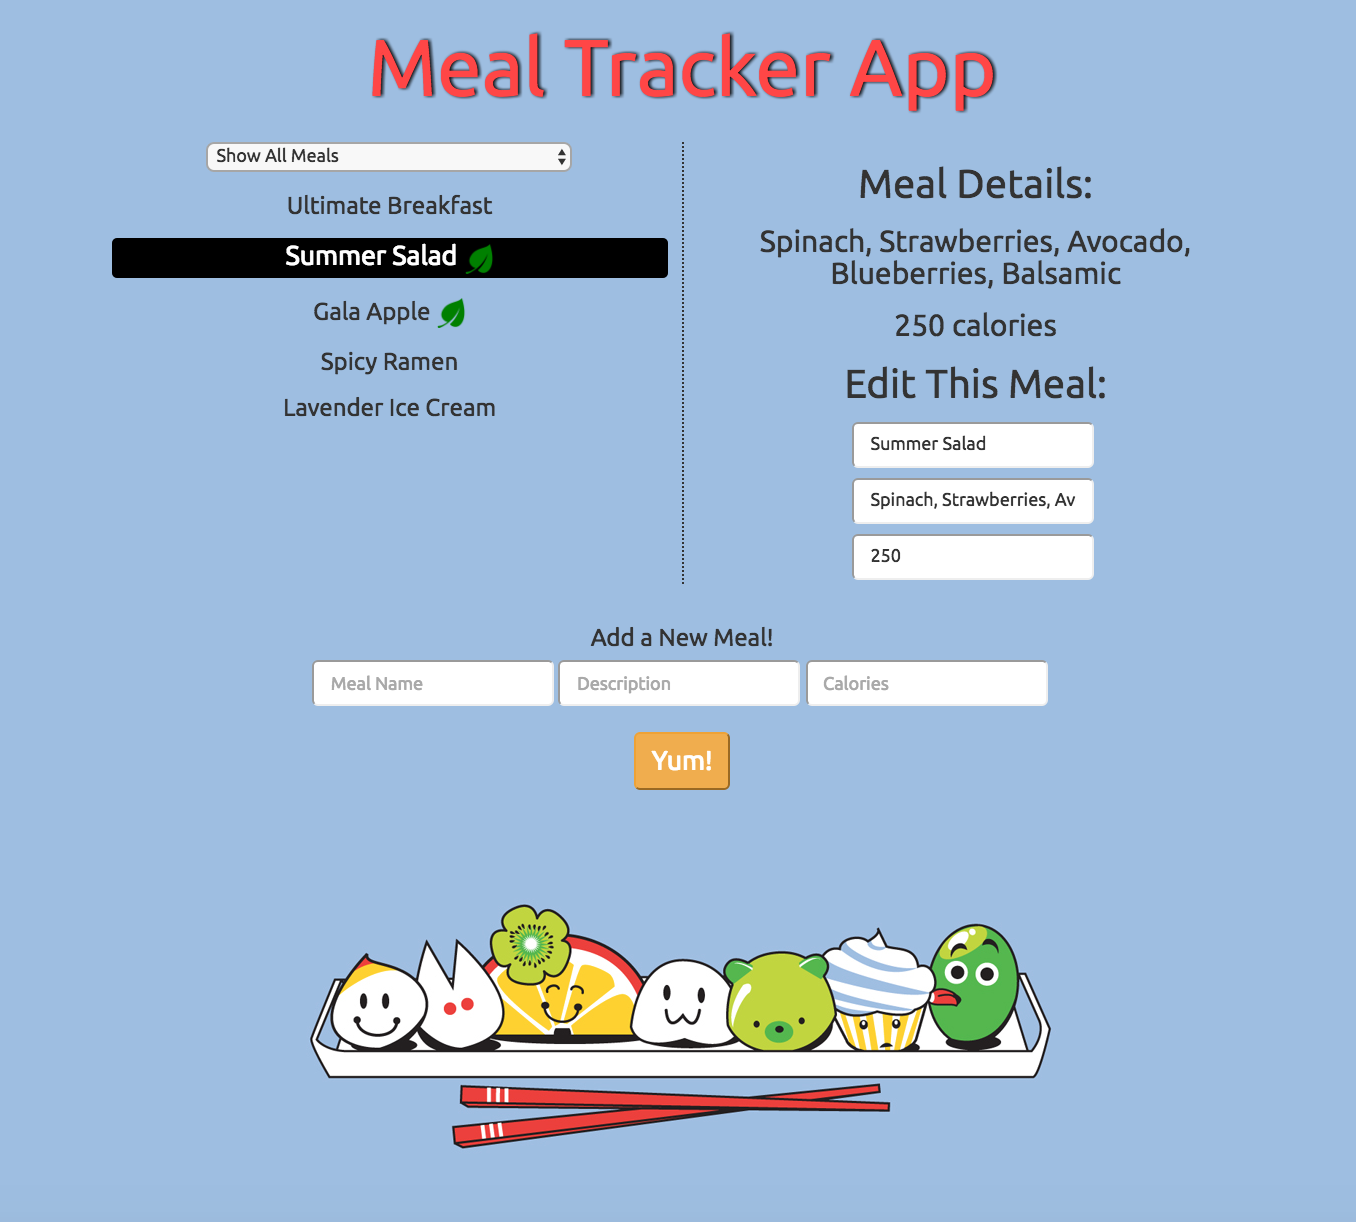 Meal Tracker App
Show All Meals
Ultimate Breakfast
Summer Salad
Gala Apple
Spicy Ramen
Lavender Ice Cream
Meal Details:
Spinach, Strawberries, Avocado,
Blueberries, Balsamic
250 calories
Edit This Meal:
Summer Salad
Spinach, Strawberries, Av
250
Add a New Meal!
Meal Name Description Calories
Yum!